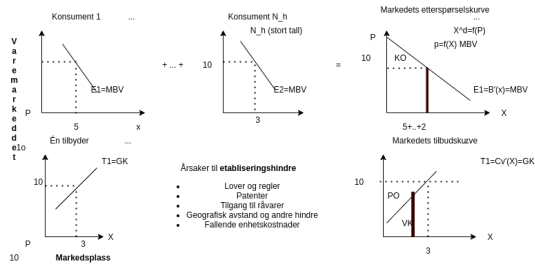 Konsument 1
...
Konsument N_h
N_h (stort tall)
Markedets etterspørselskurve
...
X^d=f(P)
p=f(X) MBV
P
10
KO
+ ... +
10
=
E1=MBV
E2=MBV
E1=B'(x)=MBV
P
X
5
x
3
5+..+2
Varemarkeddet
10
Én tilbyder
...
T1=GK
10
3
X
P
10
Markedsplass
Årsaker til etableringshindre
Lover og regler
Patenter
Tilgang til råvarer
Geografisk avstand og andre hindre
Fallende enhetskostnader
Markedets tilbudskurve
T1=Cv'(X)=GK
10
PO
VK
X
3